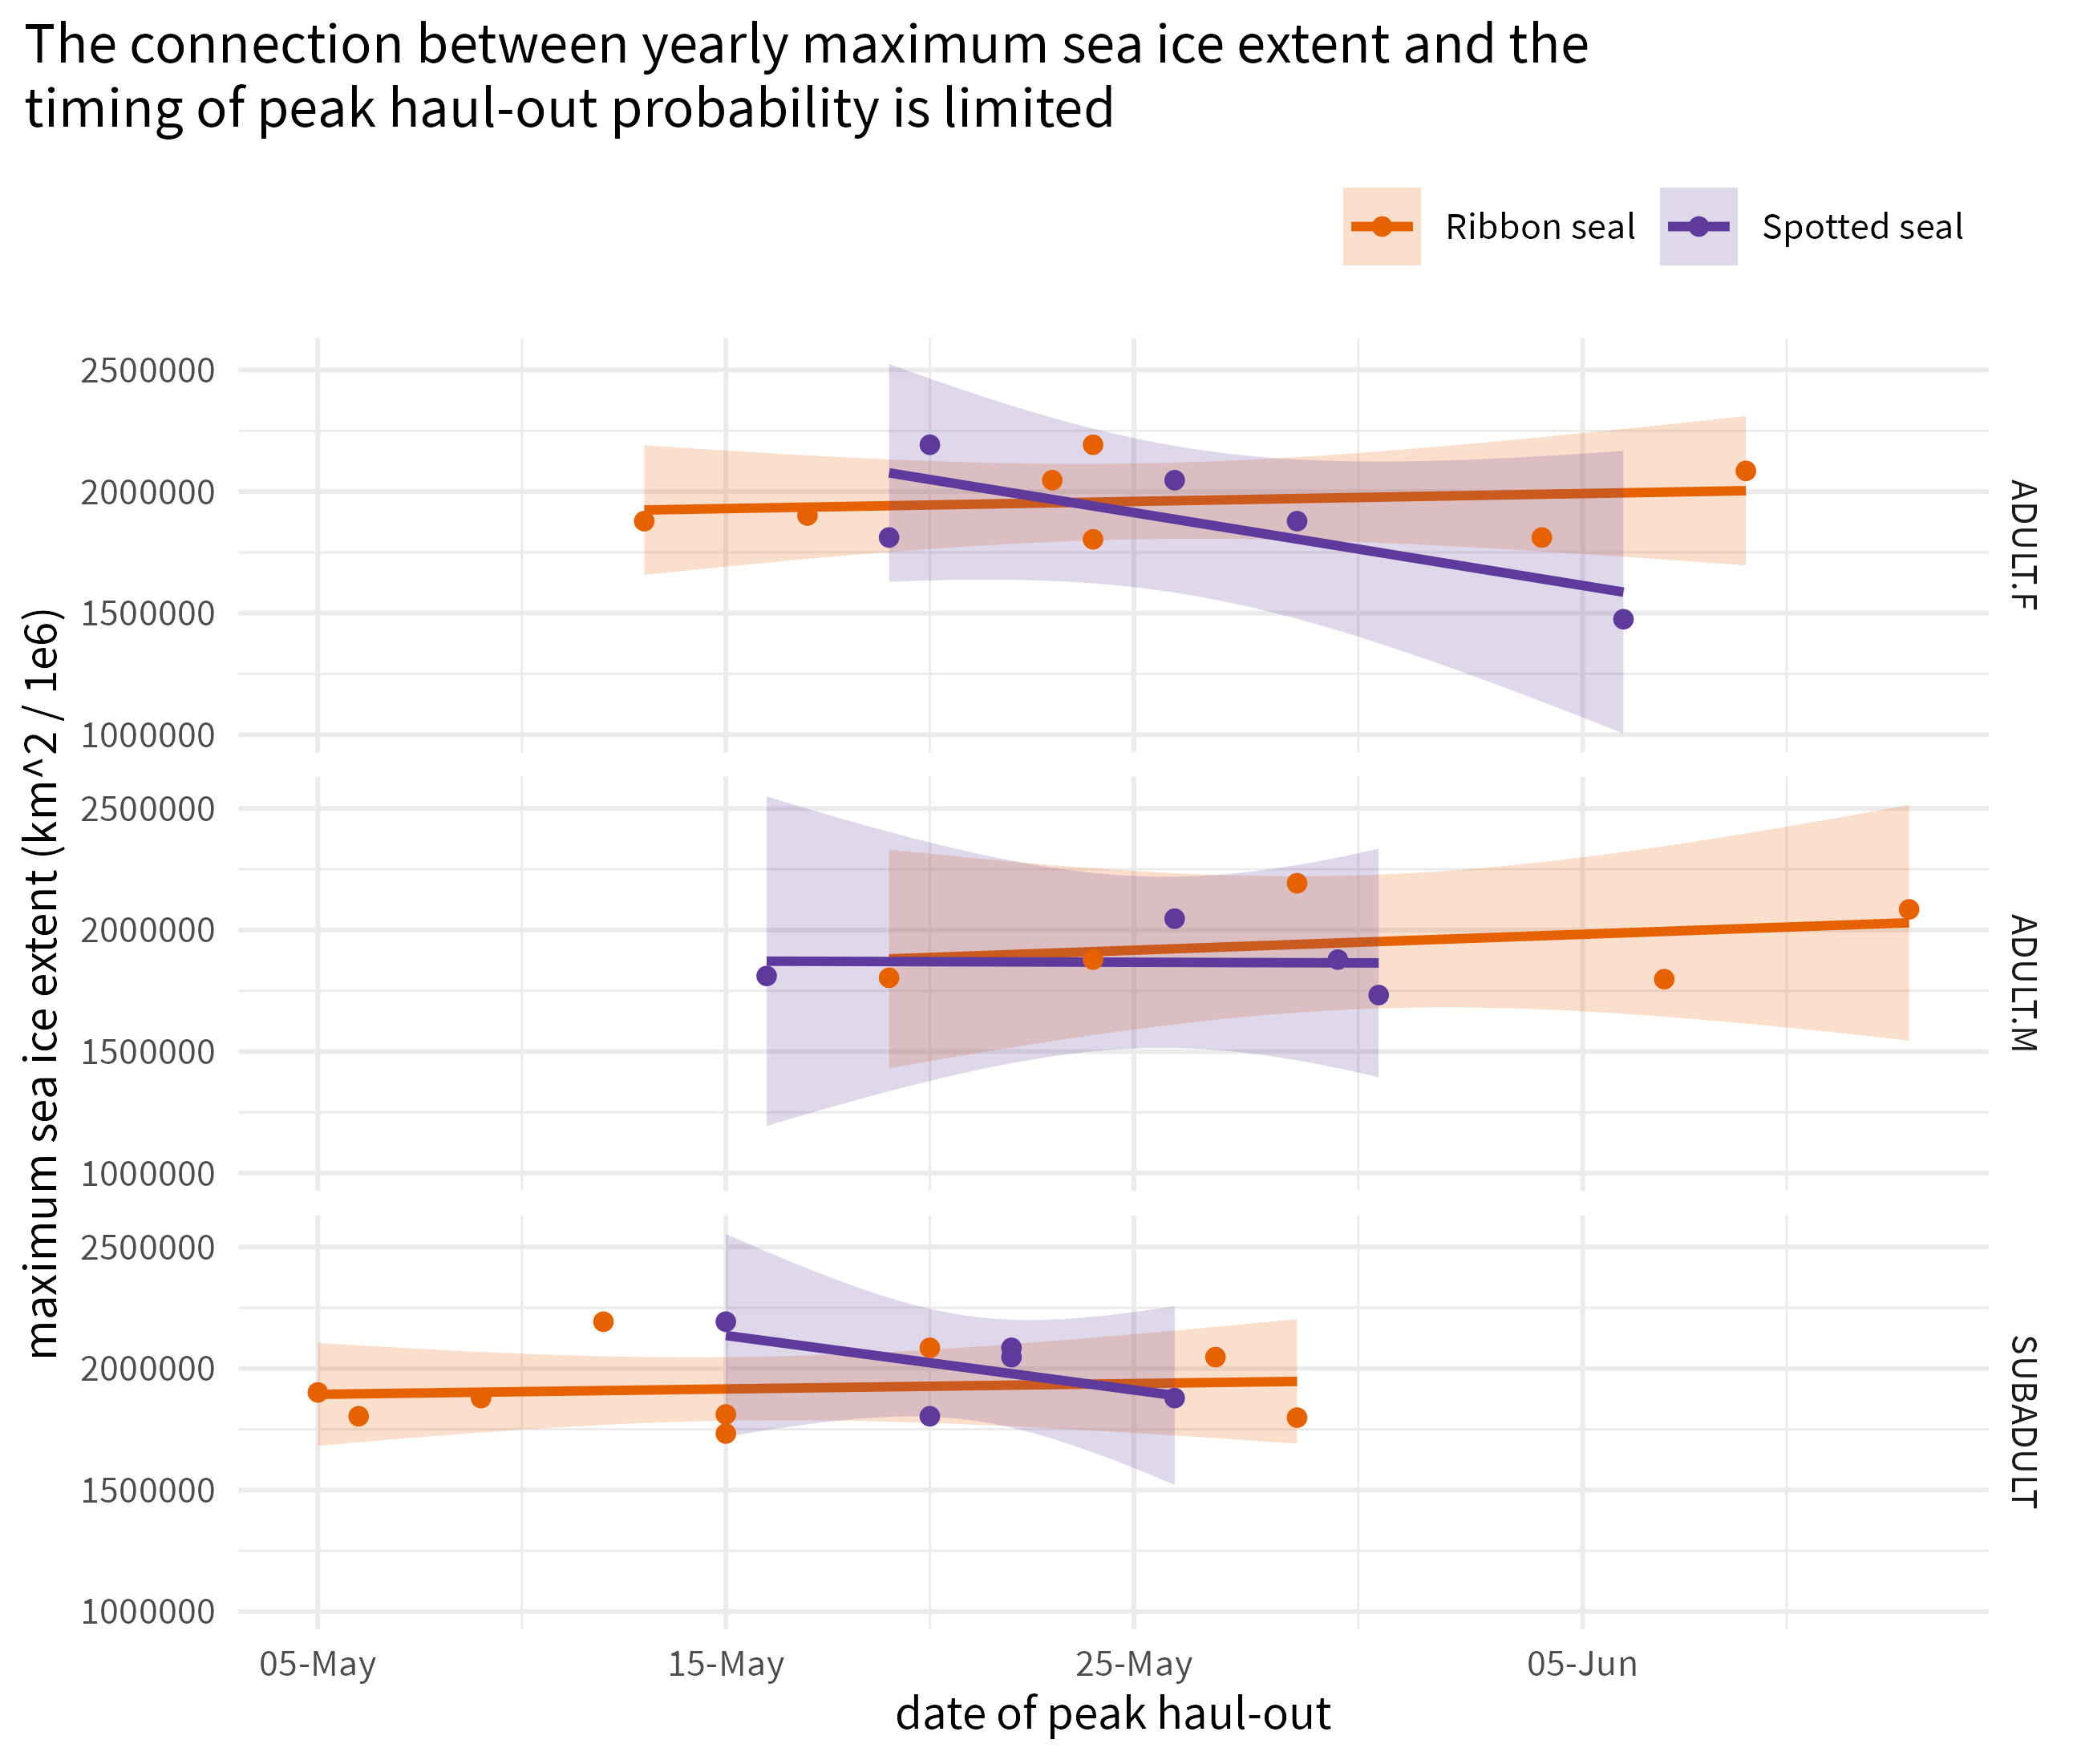 The connection between yearly maximum sea ice extent and the
timing of peak haul-out probability is limited
Ribbon seal
Spotted seal
maximum sea ice extent (km^2 / 1e6)
2500000
2000000
1500000
1000000
ADULT.F
2500000
2000000
1500000
1000000
ADULT.M
2500000
2000000
1500000
1000000
SUBADULT
05-May
15-May
25-May
05-Jun
date of peak haul-out